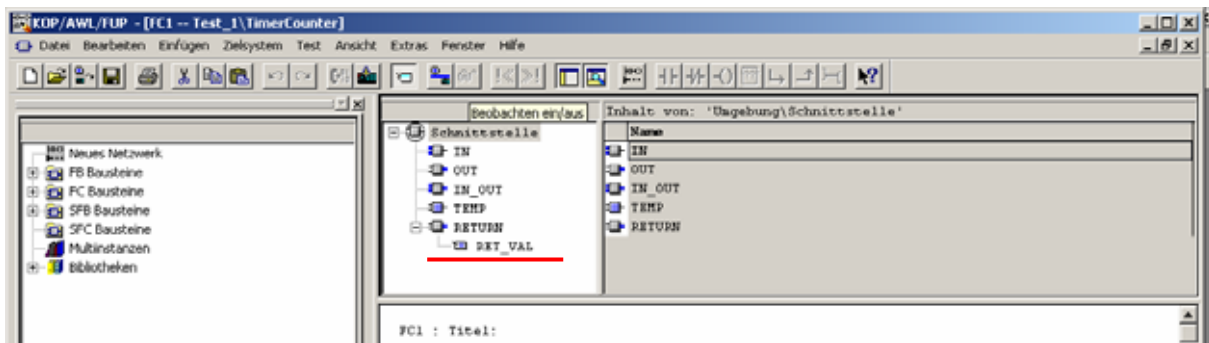 KOP/AWL/FUP - [FC1 -- Test_1\TimerCounter]
Datei Bearbeiten Einfügen Zielsystem Test Ansicht Extras Fenster Hilfe
Beobachten ein/aus
Neues Netzwerk
FB Bausteine
FC Bausteine
SFB Bausteine
SFC Bausteine
Multiinstanzen
Bibliotheken
Schnittstelle
IN
OUT
IN_OUT
TEMP
RETURN
RET_VAL
Inhalt von: 'Umgebung\Schnittstelle'
Name
IN
OUT
IN_OUT
TEMP
RETURN
FC1 : Titel: